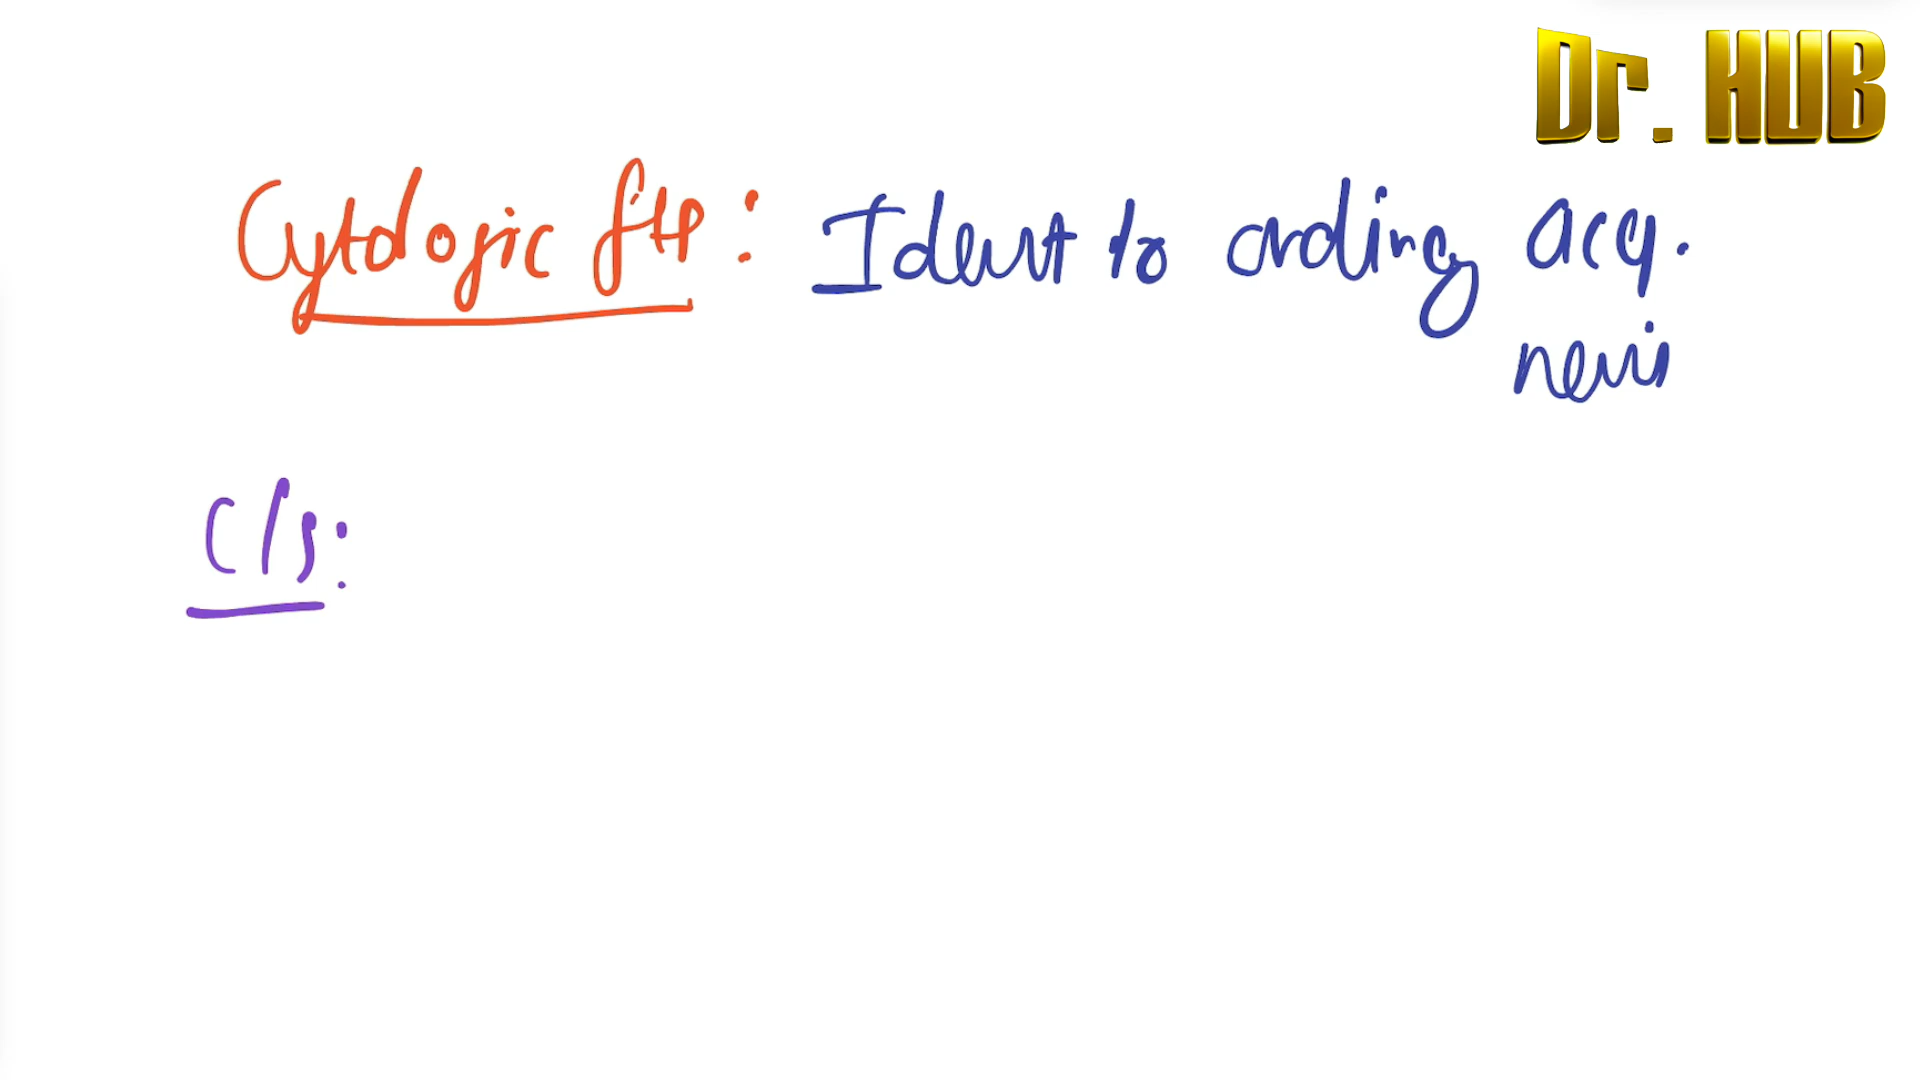 Dr. HUB
Cytologic ftr: Ident to ordinary acq.
nevi
C/s: